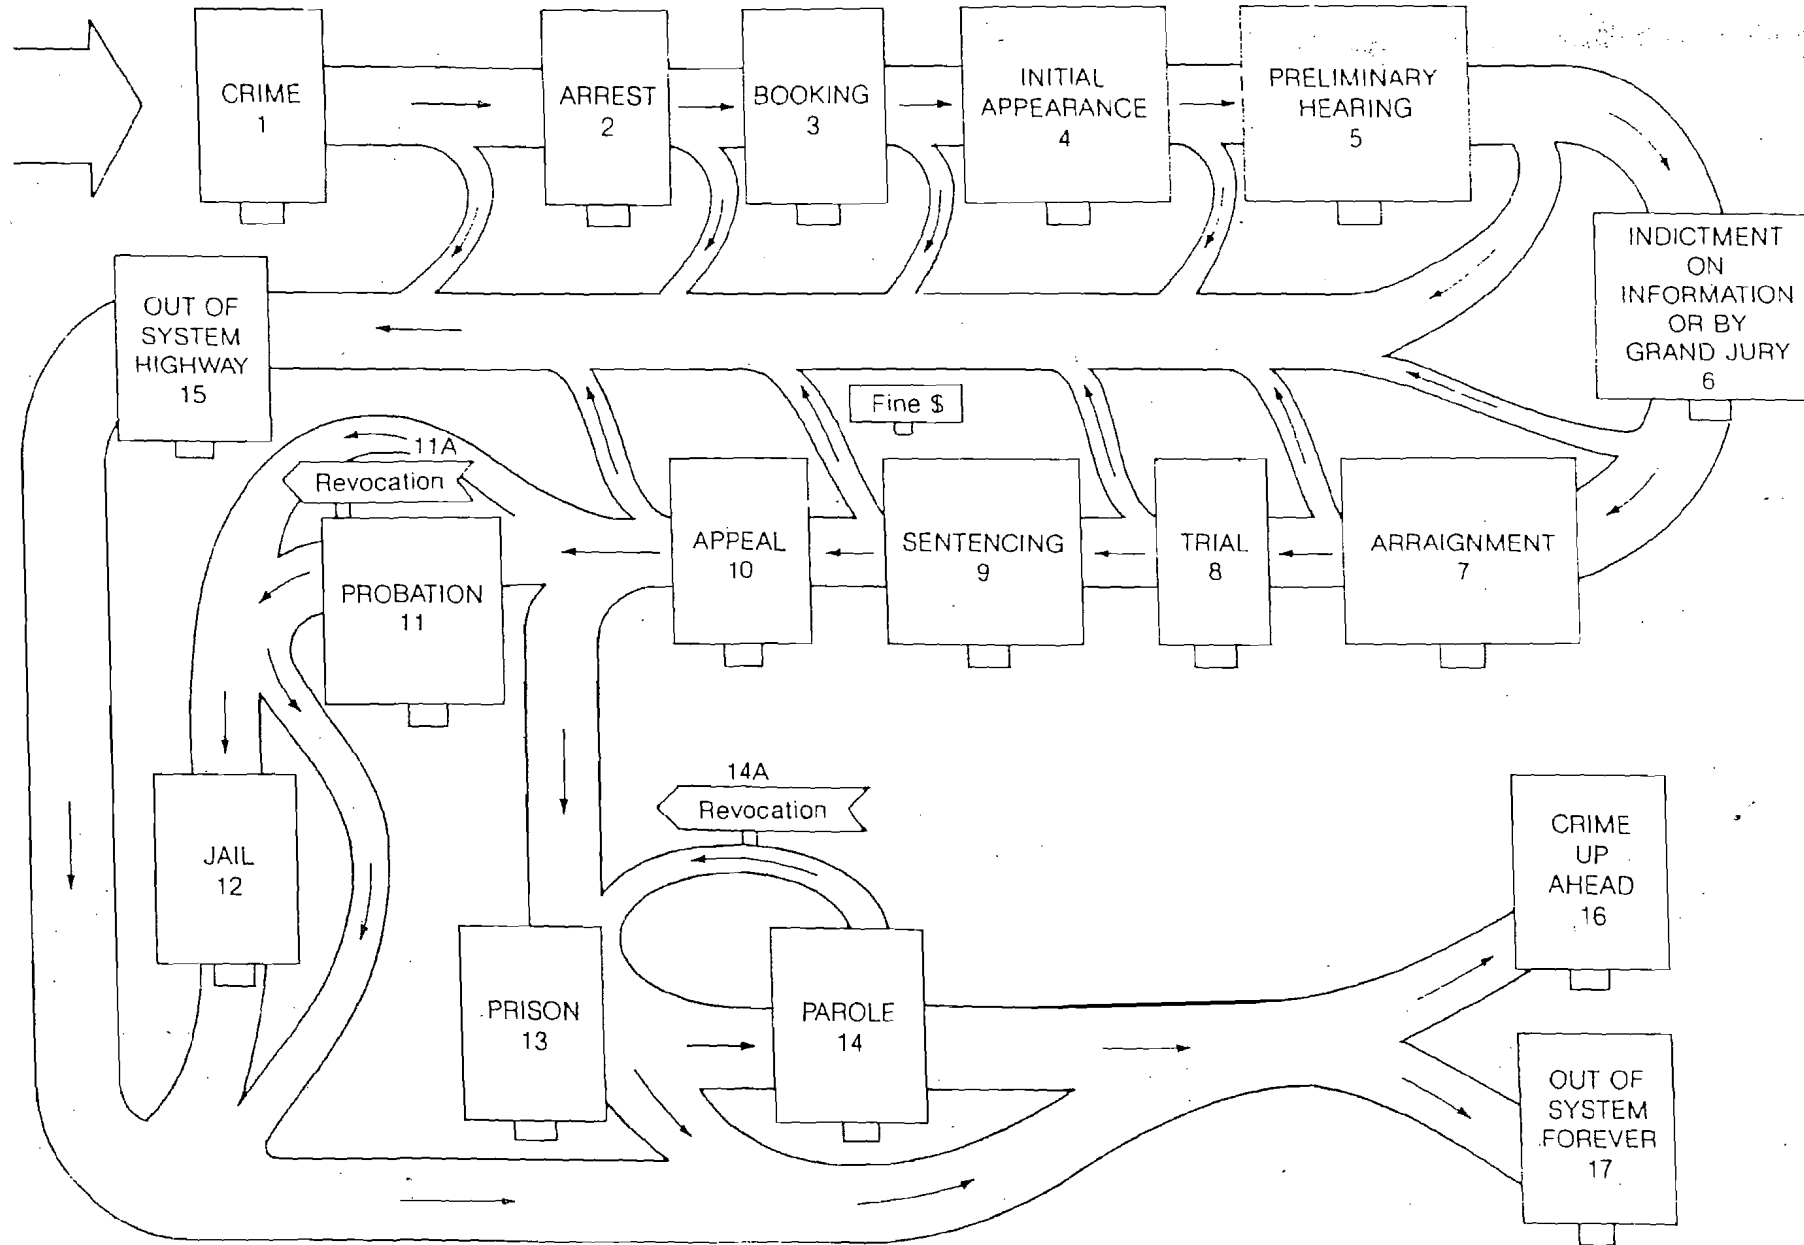 CRIME
1
ARREST
2
BOOKING
3
INITIAL
APPEARANCE
4
PRELIMINARY
HEARING
5
INDICTMENT
ON
INFORMATION
OR BY
GRAND JURY
6
OUT OF
SYSTEM
HIGHWAY
15
Fine $
11A
Revocation
PROBATION
11
APPEAL
10
SENTENCING
9
TRIAL
8
ARRAIGNMENT
7
JAIL
12
14A
Revocation
PRISON
13
PAROLE
14
CRIME
UP
AHEAD
16
OUT OF
SYSTEM
FOREVER
17